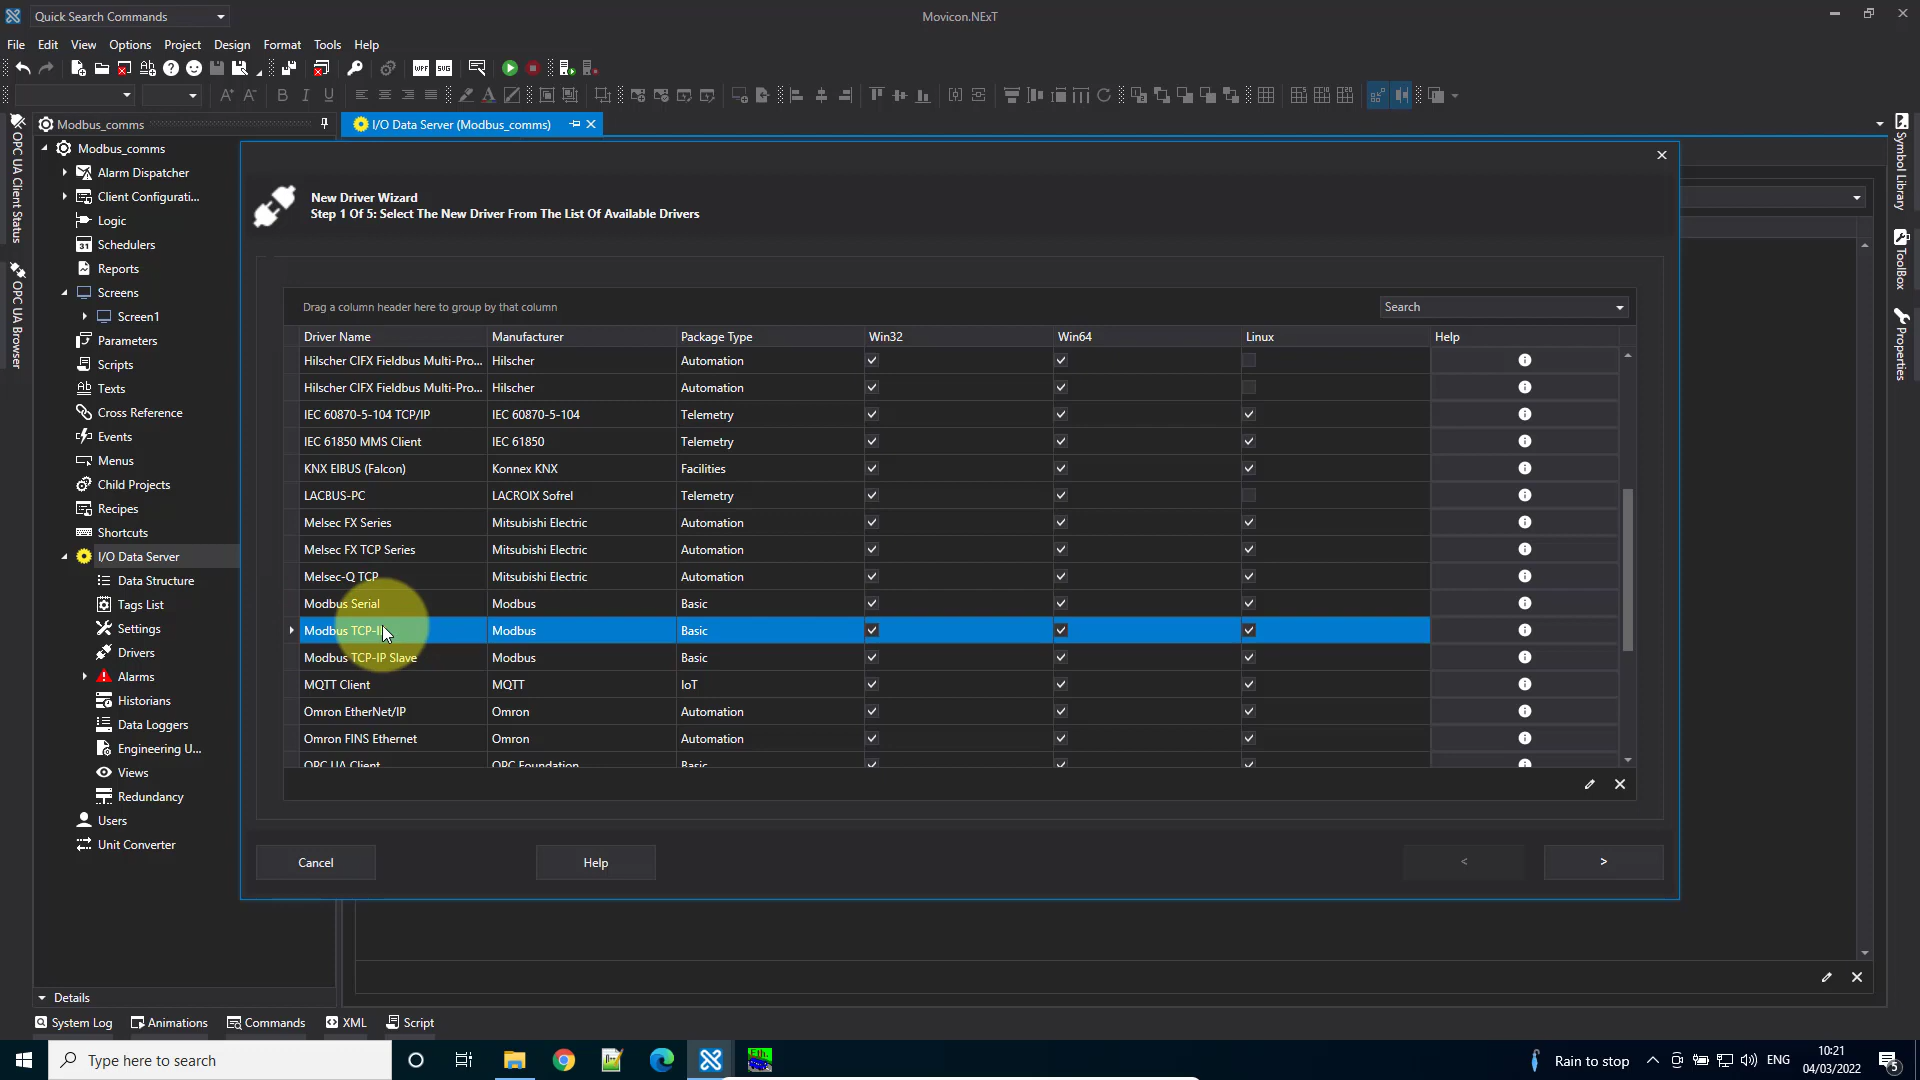 Quick Search Commands
Movicon.NExT
File Edit View Options Project Design Format Tools Help
Modbus_comms
I/O Data Server (Modbus_comms)
OPC UA Client Status
OPC UA Browser
Modbus_comms
Alarm Dispatcher
Client Configurati...
Logic
Schedulers
Reports
Screens
Screen1
Parameters
Scripts
Texts
Cross Reference
Events
Menus
Child Projects
Recipes
Shortcuts
I/O Data Server
Data Structure
Tags List
Settings
Drivers
Alarms
Historians
Data Loggers
Engineering U...
Views
Redundancy
Users
Unit Converter
Details
New Driver Wizard
Step 1 Of 5: Select The New Driver From The List Of Available Drivers
Drag a column header here to group by that column
Search
Driver Name Manufacturer Package Type Win32 Win64 Linux Help
Hilscher CIFX Fieldbus Multi-Pro... Hilscher Automation
Hilscher CIFX Fieldbus Multi-Pro... Hilscher Automation
IEC 60870-5-104 TCP/IP IEC 60870-5-104 Telemetry
IEC 61850 MMS Client IEC 61850 Telemetry
KNX EIBUS (Falcon) Konnex KNX Facilities
LACBUS-PC LACROIX Sofrel Telemetry
Melsec FX Series Mitsubishi Electric Automation
Melsec FX TCP Series Mitsubishi Electric Automation
Melsec-Q TCP Mitsubishi Electric Automation
Modbus Serial Modbus Basic
Modbus TCP-IP Modbus Basic
Modbus TCP-IP Slave Modbus Basic
MQTT Client MQTT IoT
Omron EtherNet/IP Omron Automation
Omron FINS Ethernet Omron Automation
OPC UA Client OPC Foundation Basic
Cancel Help < >
Symbol Library
ToolBox
Properties
System Log Animations Commands XML Script
Type here to search
Rain to stop
ENG
10:21
04/03/2022
5